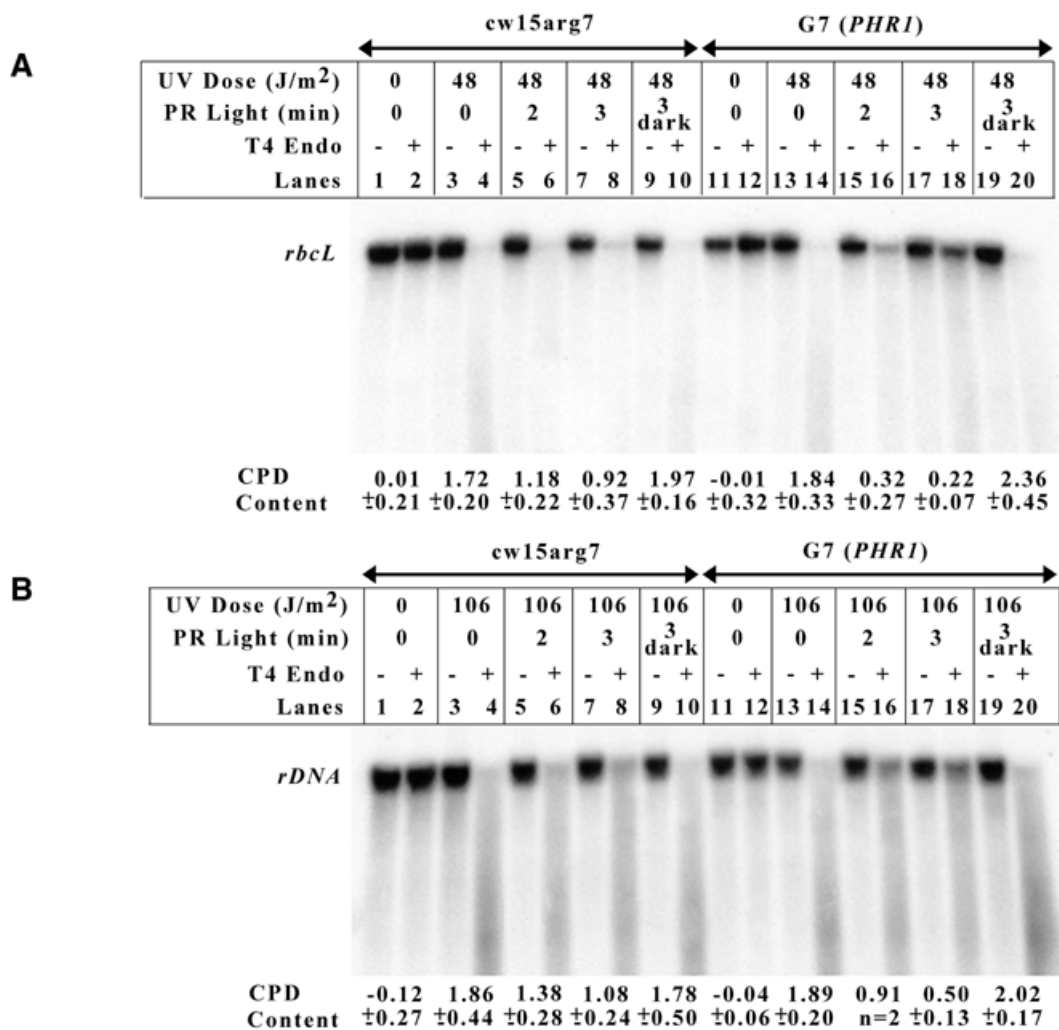 cw15arg7 G7 (PHR1)
A
UV Dose (J/m2) 0 48 48 48 48 0 48 48 48 48
PR Light (min) 0 0 2 3 3 dark 0 0 2 3 3 dark
T4 Endo - + - + - + - + - + - + - + - + - + - +
Lanes 1 2 3 4 5 6 7 8 9 10 11 12 13 14 15 16 17 18 19 20
rbcL
CPD 0.01 1.72 1.18 0.92 1.97 -0.01 1.84 0.32 0.22 2.36
Content ±0.21 ±0.20 ±0.22 ±0.37 ±0.16 ±0.32 ±0.33 ±0.27 ±0.07 ±0.45
cw15arg7 G7 (PHR1)
B
UV Dose (J/m2) 0 106 106 106 106 0 106 106 106 106
PR Light (min) 0 0 2 3 3 dark 0 0 2 3 3 dark
T4 Endo - + - + - + - + - + - + - + - + - + - +
Lanes 1 2 3 4 5 6 7 8 9 10 11 12 13 14 15 16 17 18 19 20
rDNA
CPD -0.12 1.86 1.38 1.08 1.78 -0.04 1.89 0.91 0.50 2.02
Content ±0.27 ±0.44 ±0.28 ±0.24 ±0.50 ±0.06 ±0.20 n=2 ±0.13 ±0.17